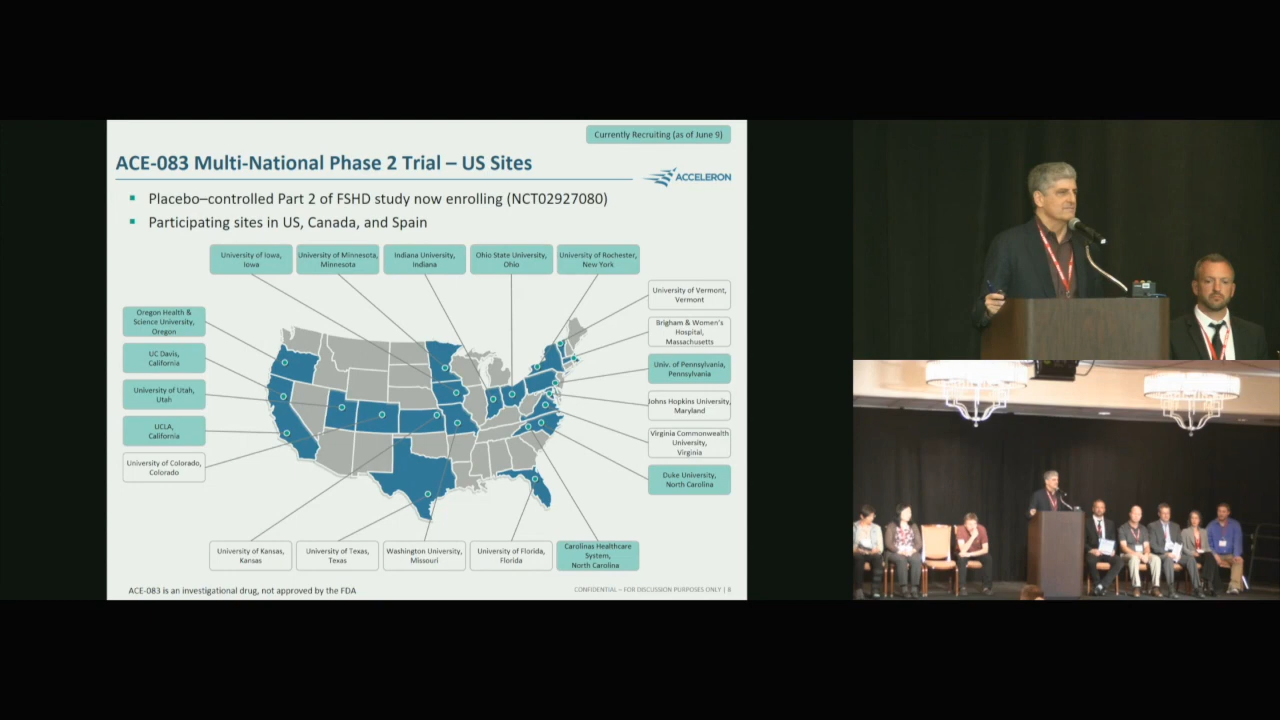 Currently Recruiting (as of June 9)
ACE-083 Multi-National Phase 2 Trial – US Sites
ACCELERON
Placebo–controlled Part 2 of FSHD study now enrolling (NCT02927080)
Participating sites in US, Canada, and Spain
University of Iowa,
Iowa
University of Minnesota,
Minnesota
Indiana University,
Indiana
Ohio State University,
Ohio
University of Rochester,
New York
University of Vermont,
Vermont
Brigham & Women's
Hospital,
Massachusetts
Univ. of Pennsylvania,
Pennsylvania
Johns Hopkins University,
Maryland
Virginia Commonwealth
University,
Virginia
Duke University,
North Carolina
Oregon Health &
Science University,
Oregon
UC Davis,
California
University of Utah,
Utah
UCLA,
California
University of Colorado,
Colorado
University of Kansas,
Kansas
University of Texas,
Texas
Washington University,
Missouri
University of Florida,
Florida
Carolinas Healthcare
System,
North Carolina
ACE-083 is an investigational drug, not approved by the FDA
CONFIDENTIAL – FOR DISCUSSION PURPOSES ONLY | 8